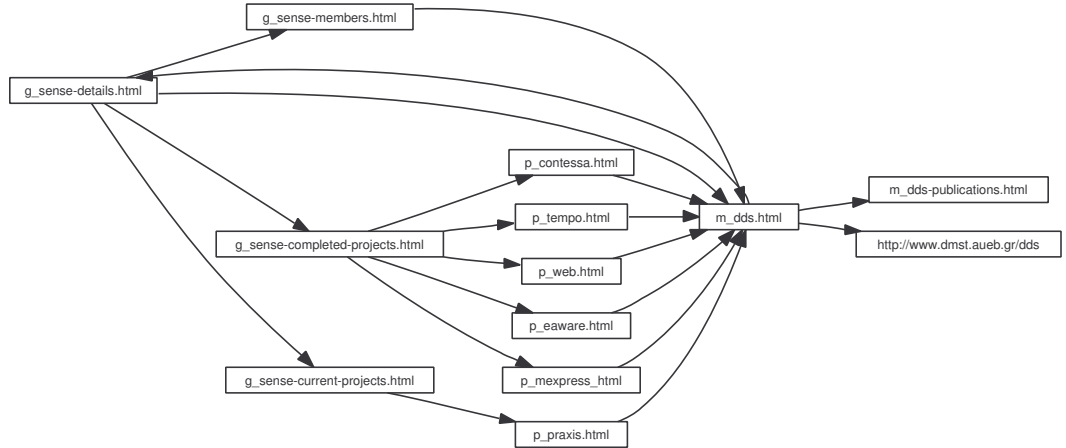 g_sense-members.html
g_sense-details.html
p_contessa.html
m_dds-publications.html
p_tempo.html
m_dds.html
g_sense-completed-projects.html
http://www.dmst.aueb.gr/dds
p_web.html
p_eaware.html
g_sense-current-projects.html
p_mexpress_html
p_praxis.html